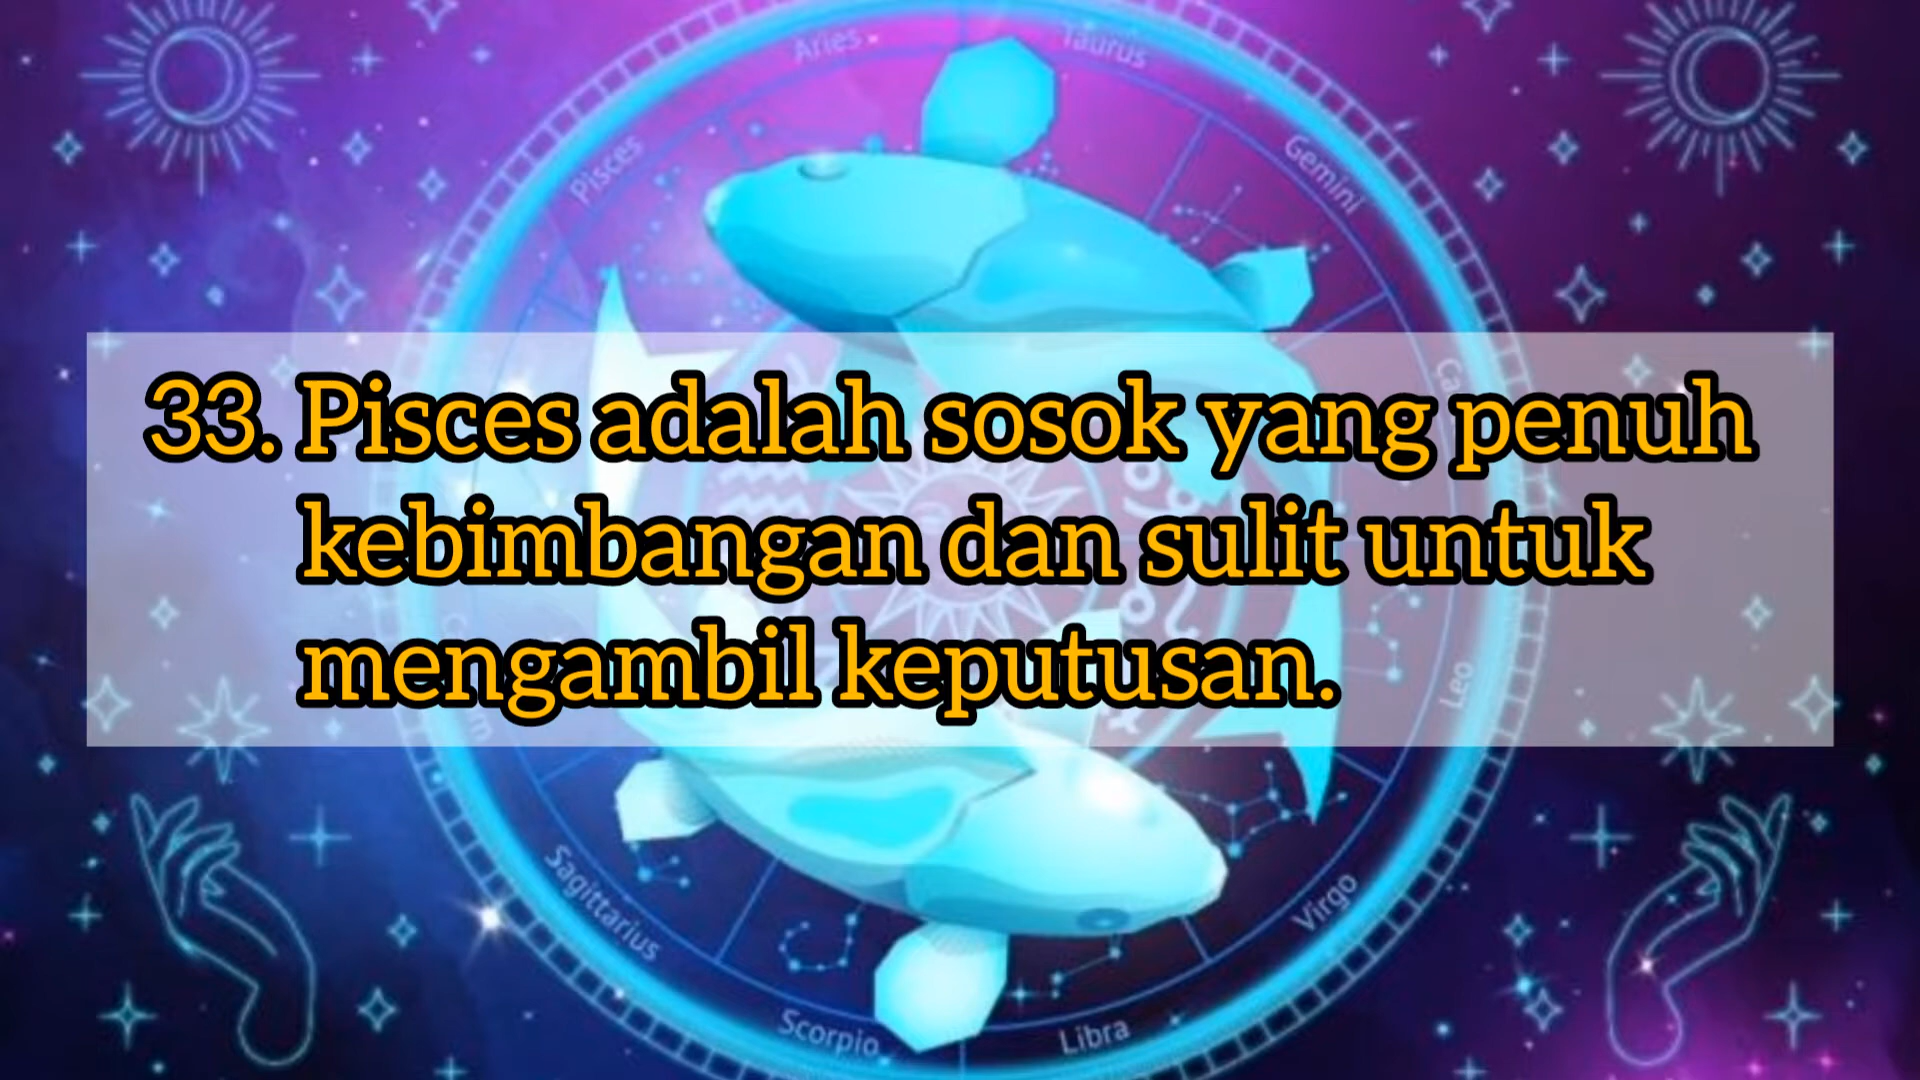 Aries
Taurus
Pisces
Gemini
33. Pisces adalah sosok yang penuh
kebimbangan dan sulit untuk
mengambil keputusan.
Leo
Sagittarius
Virgo
Scorpio
Libra